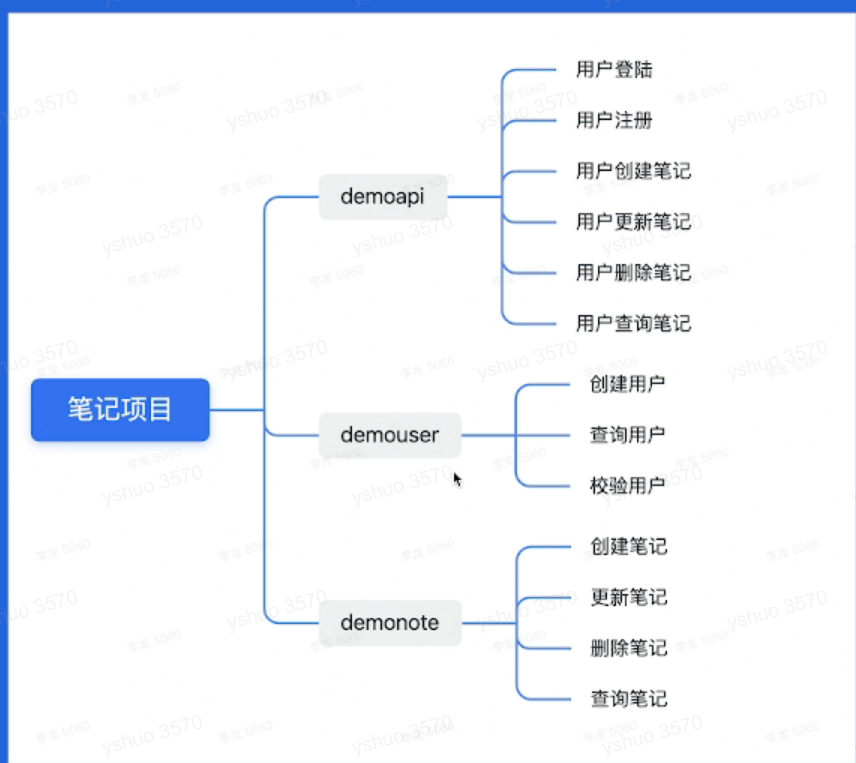 笔记项目
demoapi
用户登陆
用户注册
用户创建笔记
用户更新笔记
用户删除笔记
用户查询笔记
demouser
创建用户
查询用户
校验用户
demonote
创建笔记
更新笔记
删除笔记
查询笔记
yshuo 3570
李龙 5060